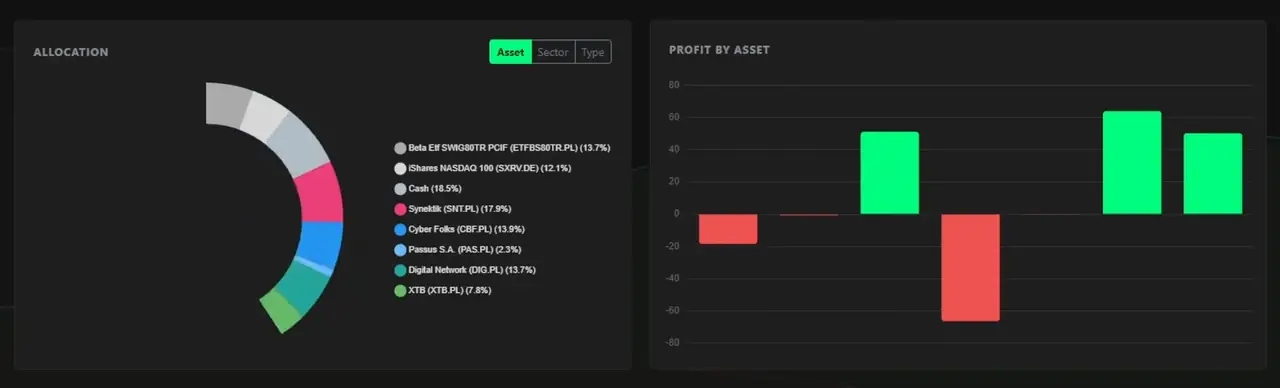 ALLOCATION
Asset Sector Type
Beta Etf SWIG80TR PCIF (ETFBS80TR.PL) (13.7%)
iShares NASDAQ 100 (SXRV.DE) (12.1%)
Cash (18.5%)
Synektik (SNT.PL) (17.9%)
Cyber Folks (CBF.PL) (13.9%)
Passus S.A. (PAS.PL) (2.3%)
Digital Network (DIG.PL) (13.7%)
XTB (XTB.PL) (7.8%)
PROFIT BY ASSET
80
60
40
20
0
-20
-40
-60
-80